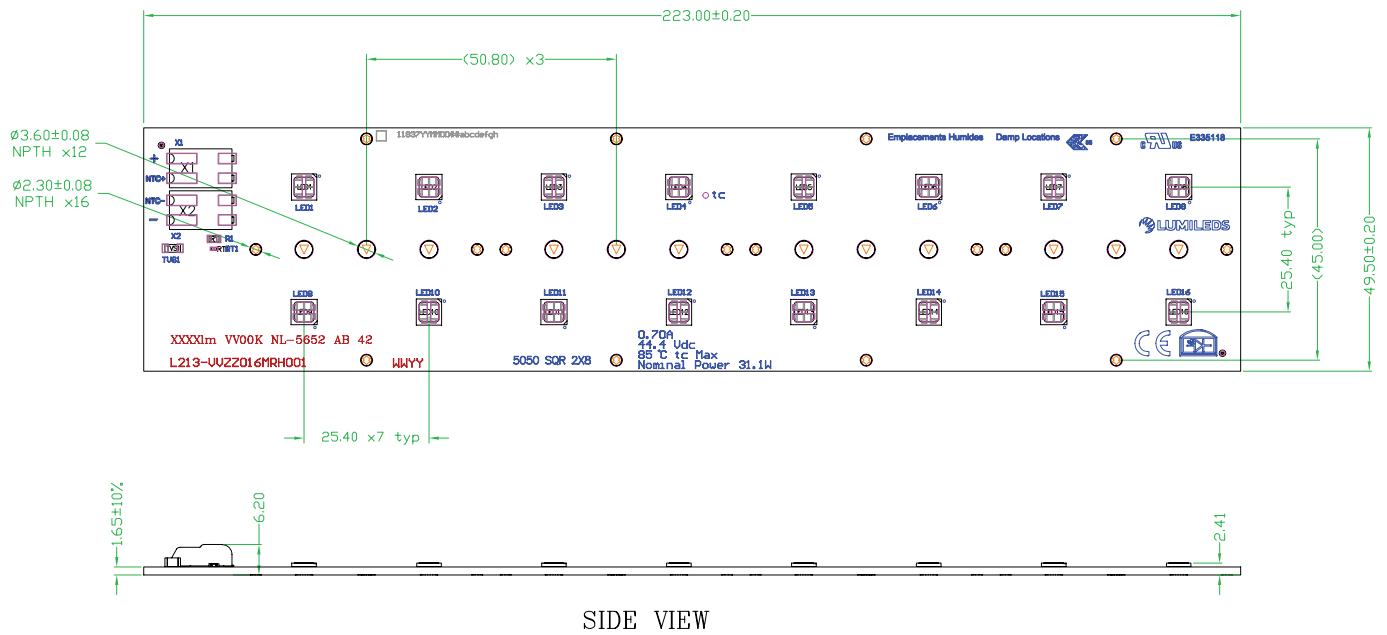 223.00±0.20
(50.80) x3
Ø3.60±0.08
NPTH x12
Ø2.30±0.08
NPTH x16
X1
+
X1
NTC+
NTC-
X2
-
X2
R1
R1
RT1
TVS1
11837YYMMDD##abcdefgh
Emplacements Humides Damp Locations
C RU US
E335118
LED1
LED2
LED3
LED4
tc
LED5
LED6
LED7
LED8
LUMILEDS
25.40 typ
(45.00)
49.50±0.20
LED9
LED10
LED11
LED12
LED13
LED14
LED15
LED16
XXXXlm VV00K NL-5652 AB 42
L213-VVZZ016MRH001
WWYY
5050 SQR 2X8
0.70A
44.4 Vdc
85℃ tc Max
Nominal Power 31.1W
CE
25.40 x7 typ
1.65±10%
6.20
2.41
SIDE VIEW